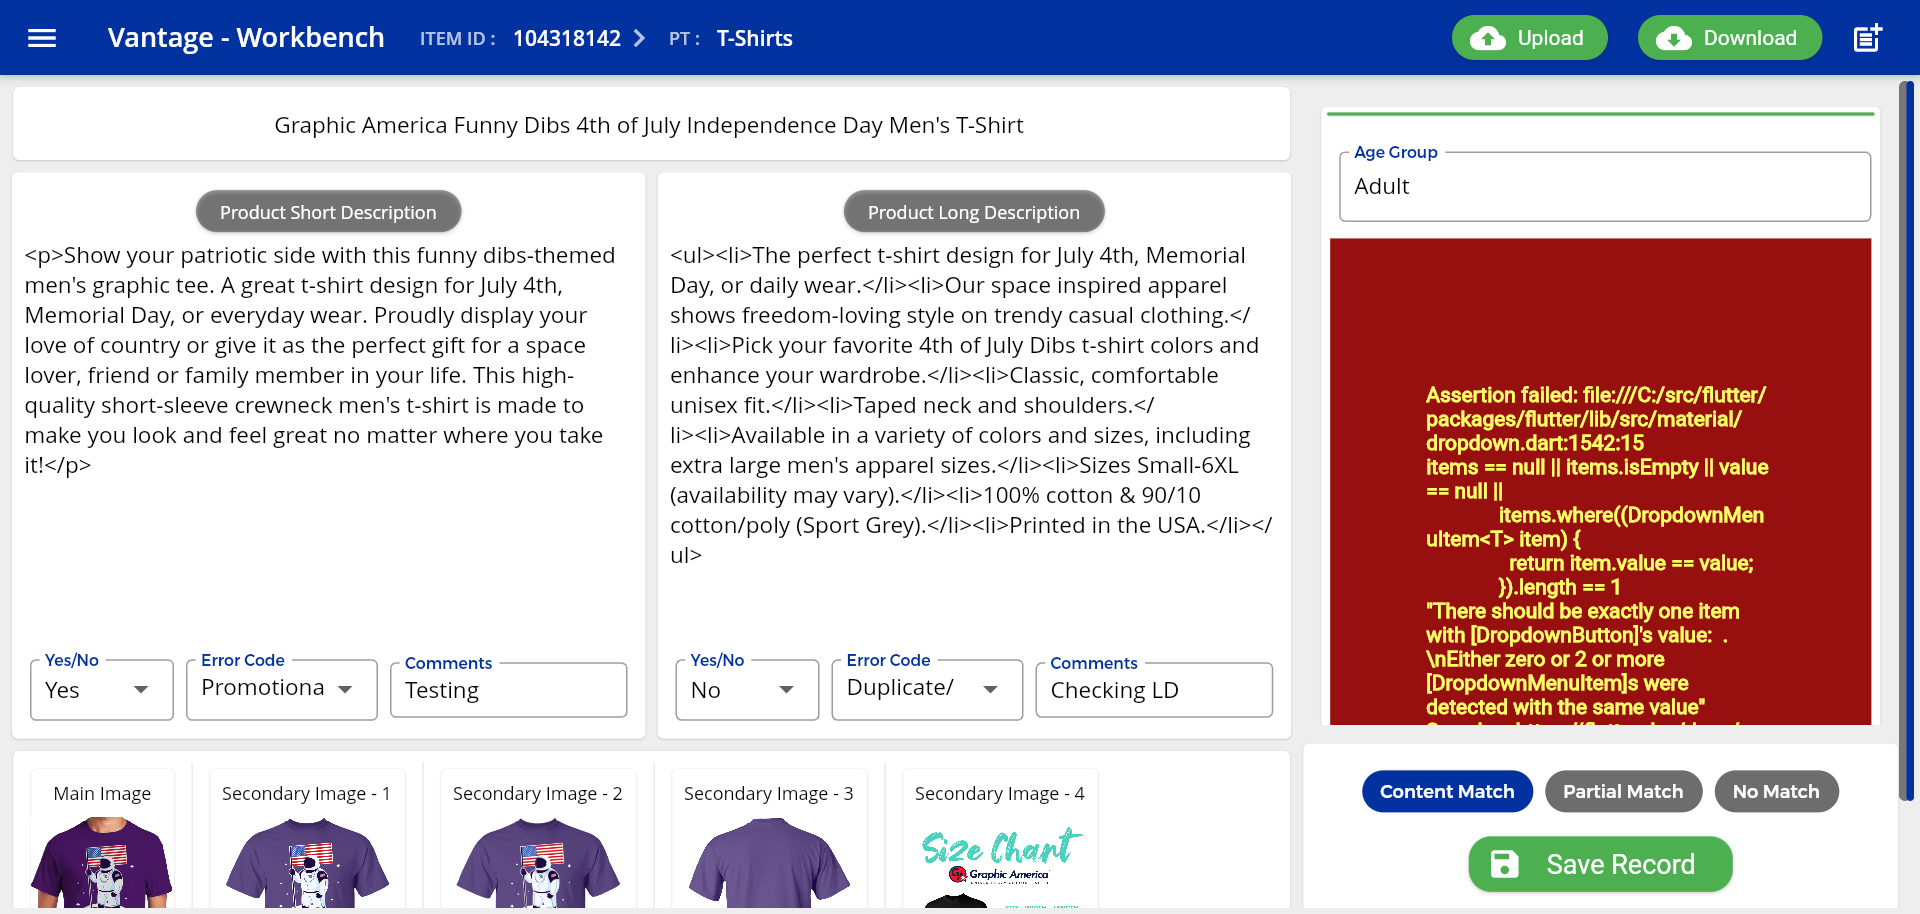 Vantage - Workbench
ITEM ID : 104318142 PT : T-Shirts
Upload
Download
Graphic America Funny Dibs 4th of July Independence Day Men's T-Shirt
Product Short Description
<p>Show your patriotic side with this funny dibs-themed
men's graphic tee. A great t-shirt design for July 4th,
Memorial Day, or everyday wear. Proudly display your
love of country or give it as the perfect gift for a space
lover, friend or family member in your life. This high-
quality short-sleeve crewneck men's t-shirt is made to
make you look and feel great no matter where you take
it!</p>
Yes/No
Yes
Error Code
Promotiona
Comments
Testing
Product Long Description
<ul><li>The perfect t-shirt design for July 4th, Memorial
Day, or daily wear.</li><li>Our space inspired apparel
shows freedom-loving style on trendy casual clothing.</
li><li>Pick your favorite 4th of July Dibs t-shirt colors and
enhance your wardrobe.</li><li>Classic, comfortable
unisex fit.</li><li>Taped neck and shoulders.</
li><li>Available in a variety of colors and sizes, including
extra large men's apparel sizes.</li><li>Sizes Small-6XL
(availability may vary).</li><li>100% cotton & 90/10
cotton/poly (Sport Grey).</li><li>Printed in the USA.</li></
ul>
Yes/No
No
Error Code
Duplicate/
Comments
Checking LD
Age Group
Adult
Assertion failed: file:///C:/src/flutter/
packages/flutter/lib/src/material/
dropdown.dart:1542:15
items == null || items.isEmpty || value
== null ||
items.where((DropdownMen
uItem<T> item) {
return item.value == value;
}).length == 1
"There should be exactly one item
with [DropdownButton]'s value:  .
\nEither zero or 2 or more
[DropdownMenuItem]s were
detected with the same value"
Main Image
Secondary Image - 1
Secondary Image - 2
Secondary Image - 3
Secondary Image - 4
Size Chart
Graphic America
Content Match
Partial Match
No Match
Save Record